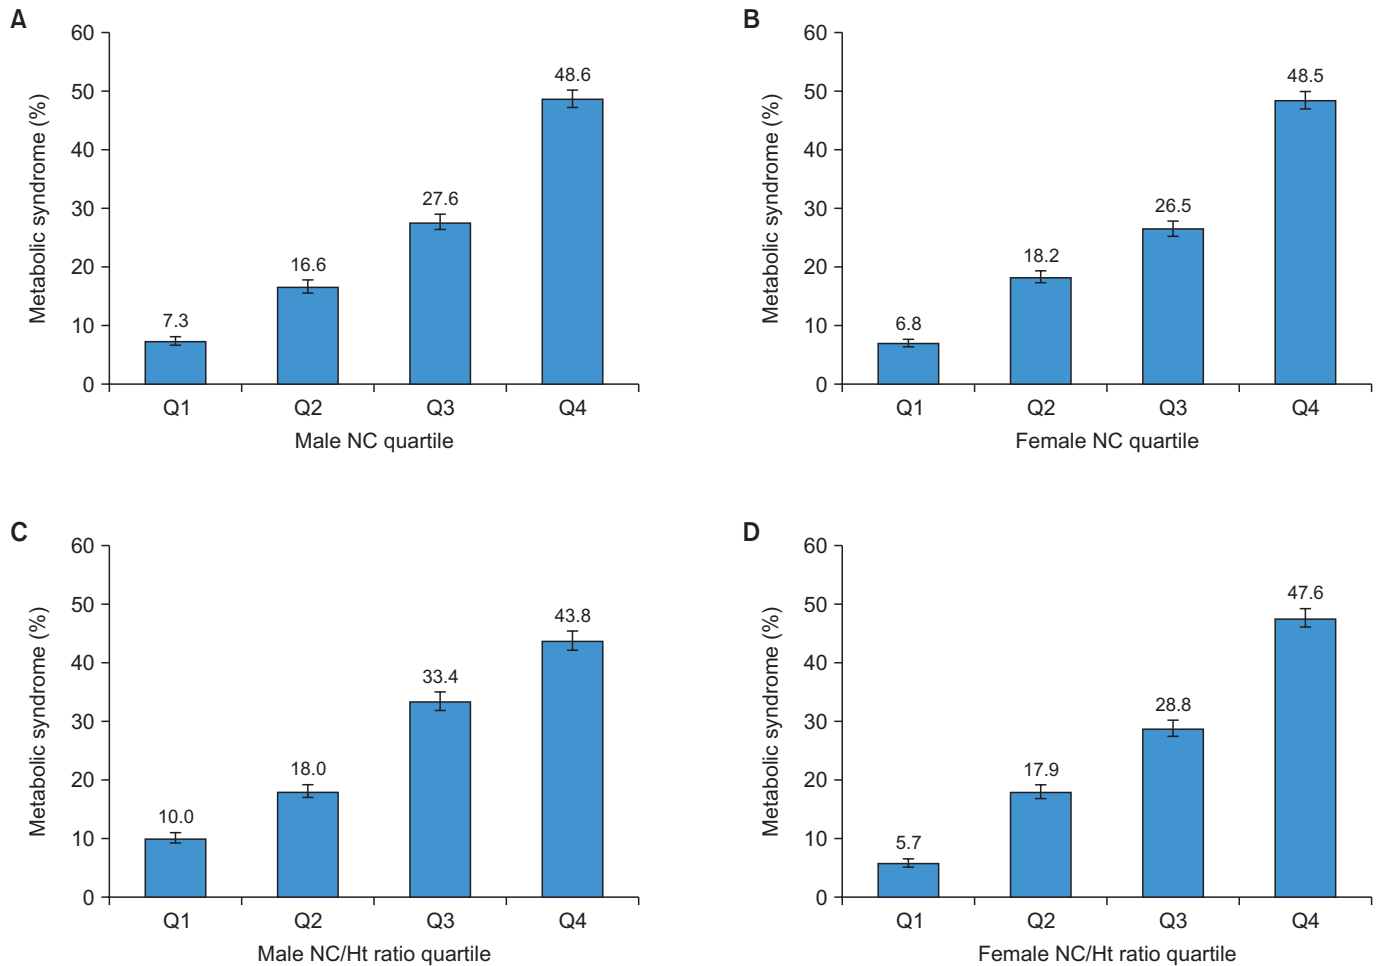 A
Metabolic syndrome (%)
60
50
40
30
20
10
0
7.3
16.6
27.6
48.6
Q1 Q2 Q3 Q4
Male NC quartile
B
Metabolic syndrome (%)
60
50
40
30
20
10
0
6.8
18.2
26.5
48.5
Q1 Q2 Q3 Q4
Female NC quartile
C
Metabolic syndrome (%)
60
50
40
30
20
10
0
10.0
18.0
33.4
43.8
Q1 Q2 Q3 Q4
Male NC/Ht ratio quartile
D
Metabolic syndrome (%)
60
50
40
30
20
10
0
5.7
17.9
28.8
47.6
Q1 Q2 Q3 Q4
Female NC/Ht ratio quartile